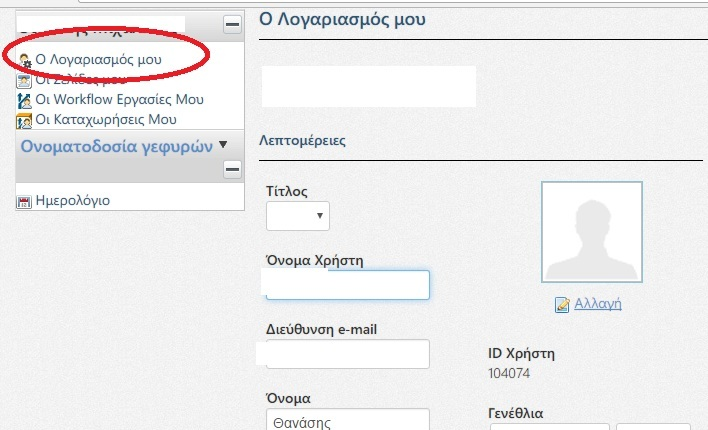 Ο Λογαριασμός μου
Οι Σελίδες μου
Οι Workflow Εργασίες Μου
Οι Καταχωρήσεις Μου
Ονοματοδοσία γεφυρών
Ημερολόγιο
Ο Λογαριασμός μου
Λεπτομέρειες
Τίτλος
Όνομα Χρήστη
Αλλαγή
Διεύθυνση e-mail
ID Χρήστη
104074
Όνομα
Θανάσης
Γενέθλια